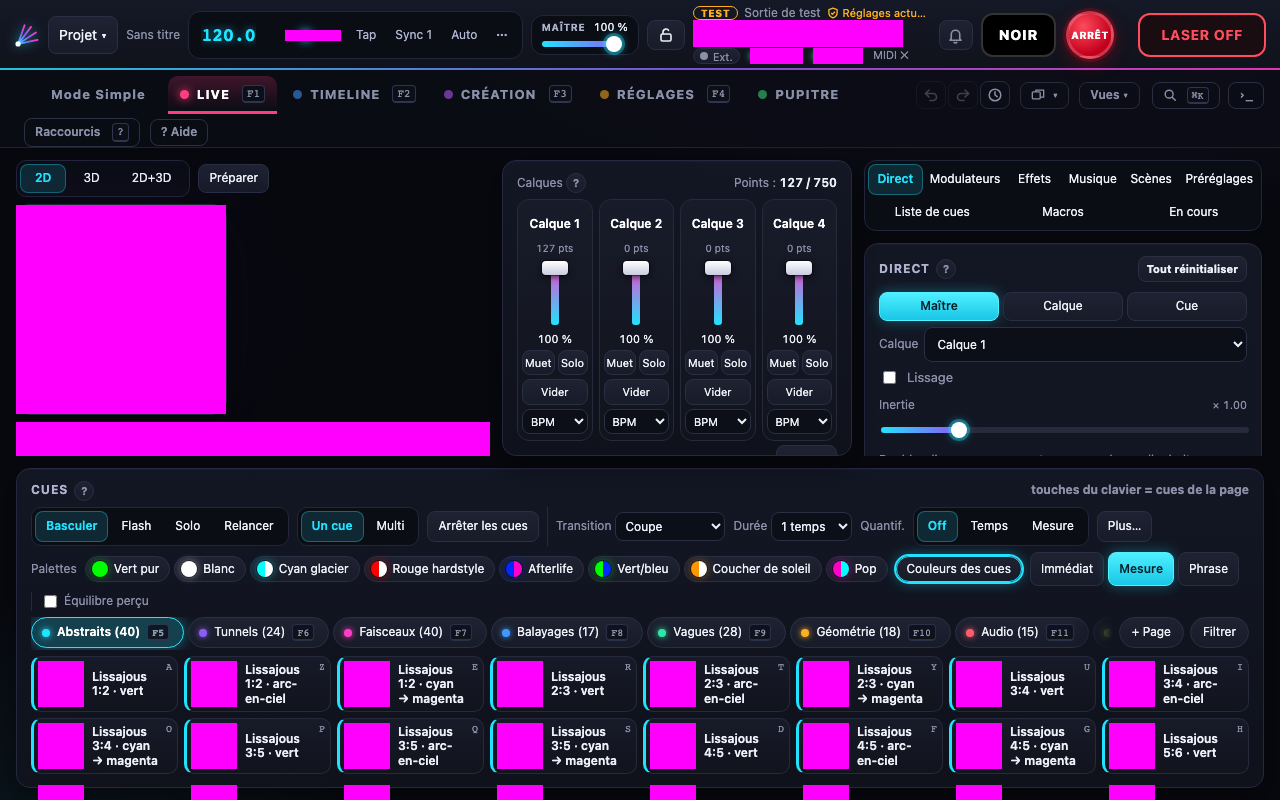 Projet ▾
Sans titre
120.0
Tap
Sync 1
Auto
···
MAÎTRE 100 %
TEST Sortie de test Réglages actu…
Ext.
MIDI ✕
NOIR
ARRÊT
LASER OFF
Mode Simple
LIVE F1
TIMELINE F2
CRÉATION F3
RÉGLAGES F4
PUPITRE
Vues ▾
⌘K
›_
Raccourcis ?
? Aide
2D 3D 2D+3D Préparer
Calques ?
Points : 127 / 750
Calque 1 Calque 2 Calque 3 Calque 4
127 pts 0 pts 0 pts 0 pts
100 % 100 % 100 % 100 %
Muet Solo Muet Solo Muet Solo Muet Solo
Vider Vider Vider Vider
BPM BPM BPM BPM
Direct Modulateurs Effets Musique Scènes Préréglages
Liste de cues Macros En cours
DIRECT ? Tout réinitialiser
Maître Calque Cue
Calque Calque 1
Lissage
Inertie × 1.00
CUES ?
touches du clavier = cues de la page
Basculer Flash Solo Relancer Un cue Multi Arrêter les cues Transition Coupe Durée 1 temps Quantif. Off Temps Mesure Plus…
Palettes Vert pur Blanc Cyan glacier Rouge hardstyle Afterlife Vert/bleu Coucher de soleil Pop Couleurs des cues Immédiat Mesure Phrase
Équilibre perçu
Abstraits (40) F5 Tunnels (24) F6 Faisceaux (40) F7 Balayages (17) F8 Vagues (28) F9 Géométrie (18) F10 Audio (15) F11 + Page Filtrer
Lissajous 1:2 · vert A
Lissajous 1:2 · arc-en-ciel Z
Lissajous 1:2 · cyan → magenta E
Lissajous 2:3 · vert R
Lissajous 2:3 · arc-en-ciel T
Lissajous 2:3 · cyan → magenta Y
Lissajous 3:4 · vert U
Lissajous 3:4 · arc-en-ciel I
Lissajous 3:4 · cyan → magenta O
Lissajous 3:5 · vert P
Lissajous 3:5 · arc-en-ciel Q
Lissajous 3:5 · cyan → magenta S
Lissajous 4:5 · vert D
Lissajous 4:5 · arc-en-ciel F
Lissajous 4:5 · cyan → magenta G
Lissajous 5:6 · vert H